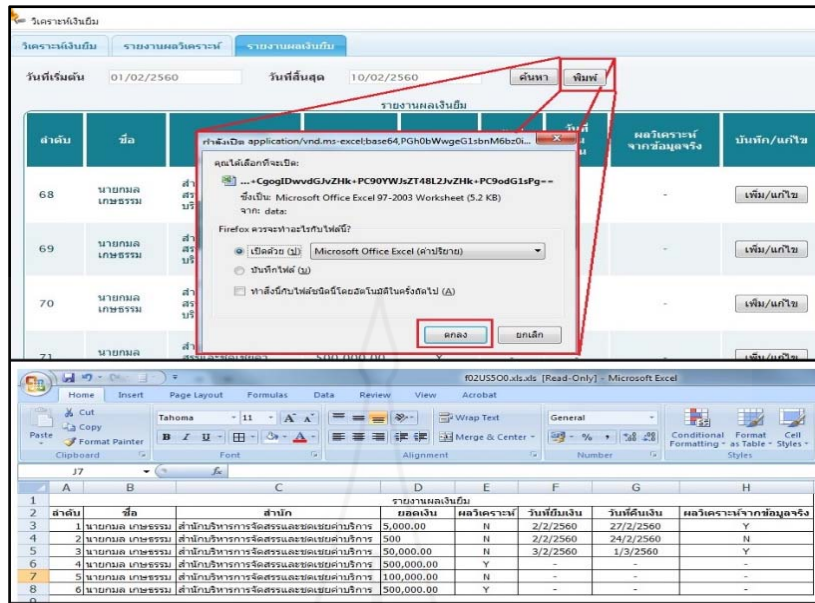 วิเคราะห์เงินยืม
วิเคราะห์เงินยืม รายงานผลวิเคราะห์ รายงานผลเงินยืม
วันที่เริ่มต้น 01/02/2560 วันที่สิ้นสุด 10/02/2560 ค้นหา พิมพ์
รายงานผลเงินยืม
ลำดับ ชื่อ วันที่ ผลวิเคราะห์จากข้อมูลจริง บันทึก/แก้ไข
กำลังเปิด application/vnd.ms-excel;base64,PGh0bWwgeG1sbnM6bz0i...
คุณได้เลือกที่จะเปิด:
...+CgogIDwvdGJvZHk+PC90YWJsZT48L2JvZHk+PC9odG1sPg==
ซึ่งเป็น: Microsoft Office Excel 97-2003 Worksheet (5.2 KB)
จาก: data:
Firefox ควรจะทำอะไรกับไฟล์นี้?
เปิดด้วย (ป) Microsoft Office Excel (ค่าปริยาย)
บันทึกไฟล์ (บ)
ทำสิ่งนี้กับไฟล์ชนิดนี้โดยอัตโนมัติในครั้งถัดไป (A)
ตกลง ยกเลิก
68 นายกมล เกษธรรม - เพิ่ม/แก้ไข
69 นายกมล เกษธรรม - เพิ่ม/แก้ไข
70 นายกมล เกษธรรม - เพิ่ม/แก้ไข
71 นายกมล 500,000.00 Y เพิ่ม/แก้ไข
f02US5O0.xls.xls [Read-Only] - Microsoft Excel
Home Insert Page Layout Formulas Data Review View Acrobat
Paste Cut Copy Format Painter
Tahoma 11 Wrap Text Merge & Center General
Conditional Formatting Format as Table Cell Styles
Clipboard Font Alignment Number Styles
J7 fx
A B C D E F G H
1 รายงานผลเงินยืม
2 ลำดับ ชื่อ สำนัก ยอดเงิน ผลวิเคราะห์ วันที่ยืมเงิน วันที่คืนเงิน ผลวิเคราะห์จากข้อมูลจริง
3 1 นายกมล เกษธรรม สำนักบริหารการจัดสรรและชดเชยค่าบริการ 5,000.00 N 2/2/2560 27/2/2560 Y
4 2 นายกมล เกษธรรม สำนักบริหารการจัดสรรและชดเชยค่าบริการ 500 N 2/2/2560 24/2/2560 N
5 3 นายกมล เกษธรรม สำนักบริหารการจัดสรรและชดเชยค่าบริการ 50,000.00 N 3/2/2560 1/3/2560 Y
6 4 นายกมล เกษธรรม สำนักบริหารการจัดสรรและชดเชยค่าบริการ 500,000.00 Y - - -
7 5 นายกมล เกษธรรม สำนักบริหารการจัดสรรและชดเชยค่าบริการ 100,000.00 N - - -
8 6 นายกมล เกษธรรม สำนักบริหารการจัดสรรและชดเชยค่าบริการ 500,000.00 Y - - -